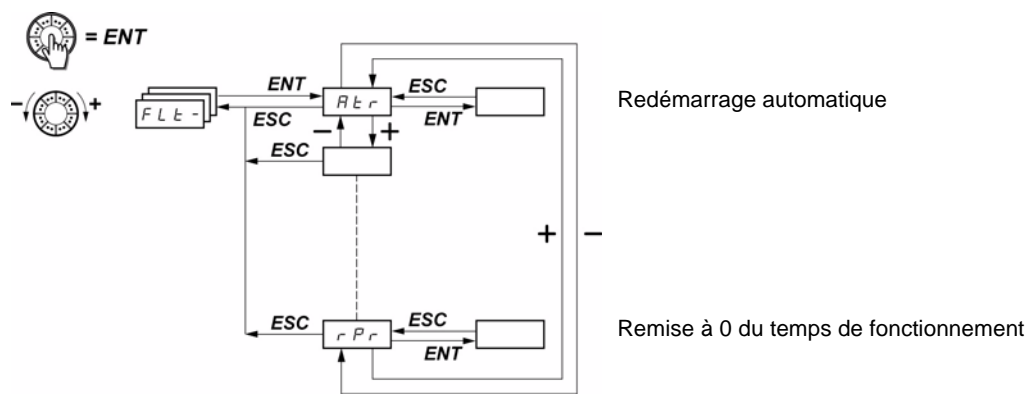 = ENT
- +
FLt-
ENT
ESC
Atr
ESC
ENT
Redémarrage automatique
- +
ESC
+ -
ESC
rPr
ESC
ENT
Remise à 0 du temps de fonctionnement